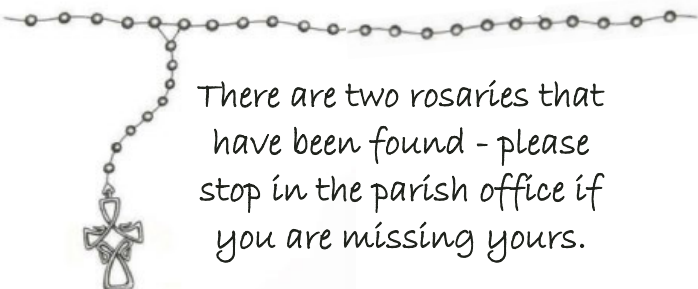 There are two rosaries that
have been found - please
stop in the parish office if
you are missing yours.